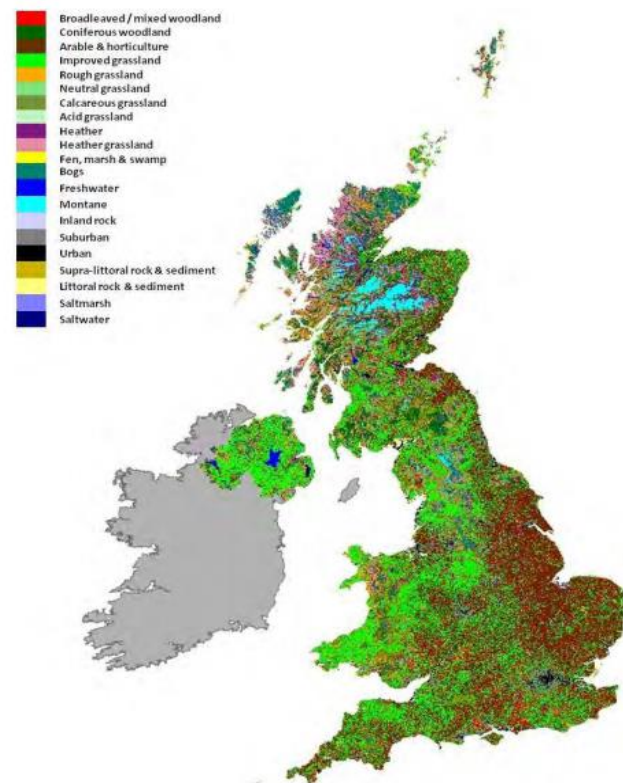 Broadleaved / mixed woodland
Coniferous woodland
Arable & horticulture
Improved grassland
Rough grassland
Neutral grassland
Calcareous grassland
Acid grassland
Heather
Heather grassland
Fen, marsh & swamp
Bogs
Freshwater
Montane
Inland rock
Suburban
Urban
Supra-littoral rock & sediment
Littoral rock & sediment
Saltmarsh
Saltwater